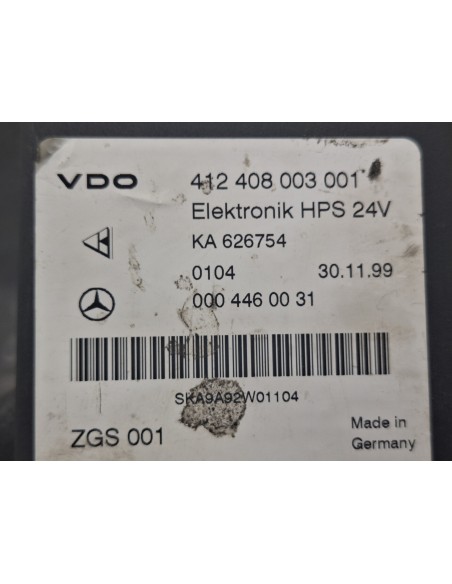 VDO 412 408 003 001
Elektronik HPS 24V
KA 626754
0104 30.11.99
000 446 00 31
SKA9A92W01104
ZGS 001
Made in
Germany